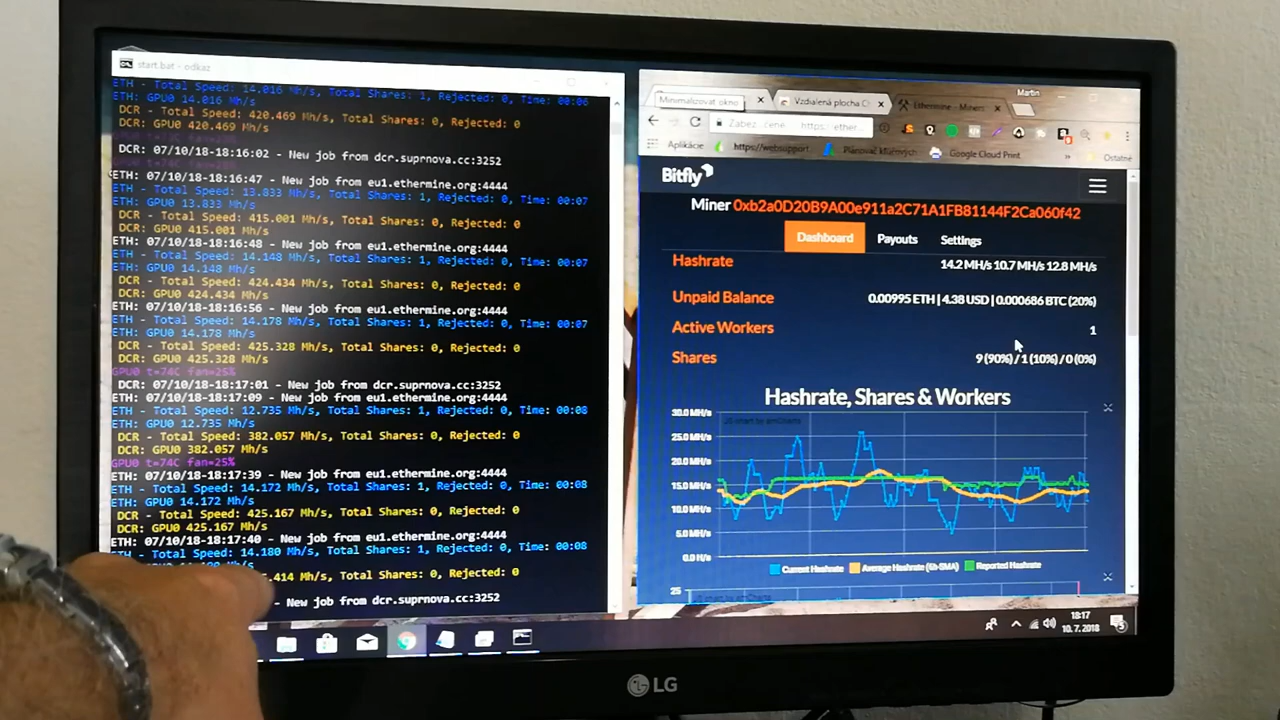 start.bat - odkaz
ETH - Total Speed: 14.016 Mh/s, Total Shares: 1, Rejected: 0, Time: 00:06
ETH: GPU0 14.016 Mh/s
DCR - Total Speed: 420.469 Mh/s, Total Shares: 0, Rejected: 0
DCR: GPU0 420.469 Mh/s
DCR: 07/10/18-18:16:02 - New job from dcr.suprnova.cc:3252
ETH: 07/10/18-18:16:47 - New job from eu1.ethermine.org:4444
ETH - Total Speed: 13.833 Mh/s, Total Shares: 1, Rejected: 0, Time: 00:07
ETH: GPU0 13.833 Mh/s
DCR - Total Speed: 415.001 Mh/s, Total Shares: 0, Rejected: 0
DCR: GPU0 415.001 Mh/s
ETH: 07/10/18-18:16:48 - New job from eu1.ethermine.org:4444
ETH - Total Speed: 14.148 Mh/s, Total Shares: 1, Rejected: 0, Time: 00:07
ETH: GPU0 14.148 Mh/s
DCR - Total Speed: 424.434 Mh/s, Total Shares: 0, Rejected: 0
DCR: GPU0 424.434 Mh/s
ETH: 07/10/18-18:16:56 - New job from eu1.ethermine.org:4444
ETH - Total Speed: 14.178 Mh/s, Total Shares: 1, Rejected: 0, Time: 00:07
ETH: GPU0 14.178 Mh/s
DCR - Total Speed: 425.328 Mh/s, Total Shares: 0, Rejected: 0
DCR: GPU0 425.328 Mh/s
GPU0 t=74C fan=25%
DCR: 07/10/18-18:17:01 - New job from dcr.suprnova.cc:3252
ETH: 07/10/18-18:17:09 - New job from eu1.ethermine.org:4444
ETH - Total Speed: 12.735 Mh/s, Total Shares: 1, Rejected: 0, Time: 00:08
ETH: GPU0 12.735 Mh/s
DCR - Total Speed: 382.057 Mh/s, Total Shares: 0, Rejected: 0
DCR: GPU0 382.057 Mh/s
GPU0 t=74C fan=25%
ETH: 07/10/18-18:17:39 - New job from eu1.ethermine.org:4444
ETH - Total Speed: 14.172 Mh/s, Total Shares: 1, Rejected: 0, Time: 00:08
ETH: GPU0 14.172 Mh/s
DCR - Total Speed: 425.167 Mh/s, Total Shares: 0, Rejected: 0
DCR: GPU0 425.167 Mh/s
ETH: 07/10/18-18:17:40 - New job from eu1.ethermine.org:4444
ETH - Total Speed: 14.180 Mh/s, Total Shares: 1, Rejected: 0, Time: 00:08
.414 Mh/s, Total Shares: 0, Rejected: 0
- New job from dcr.suprnova.cc:3252
Martin
Minimalizovať okno
Vzdialená plocha
Ethermine - Miners
https://ether
Aplikácie
https://websupport
Plánovač kľúčových
Google Cloud Print
»
Ostatné
Bitfly
Miner 0xb2a0D20B9A00e911a2C71A1FB81144F2Ca060f42
Dashboard Payouts Settings
Hashrate 14.2 MH/s 10.7 MH/s 12.8 MH/s
Unpaid Balance 0.00995 ETH | 4.38 USD | 0.000686 BTC (20%)
Active Workers 1
Shares 9 (90%) / 1 (10%) / 0 (0%)
Hashrate, Shares & Workers
30.0 MH/s
JS chart by amCharts
25.0 MH/s
20.0 MH/s
15.0 MH/s
10.0 MH/s
5.0 MH/s
0.0 H/s
Current Hashrate Average Hashrate (6h-SMA) Reported Hashrate
25
JS chart by amCharts
18:17
10. 7. 2018
LG